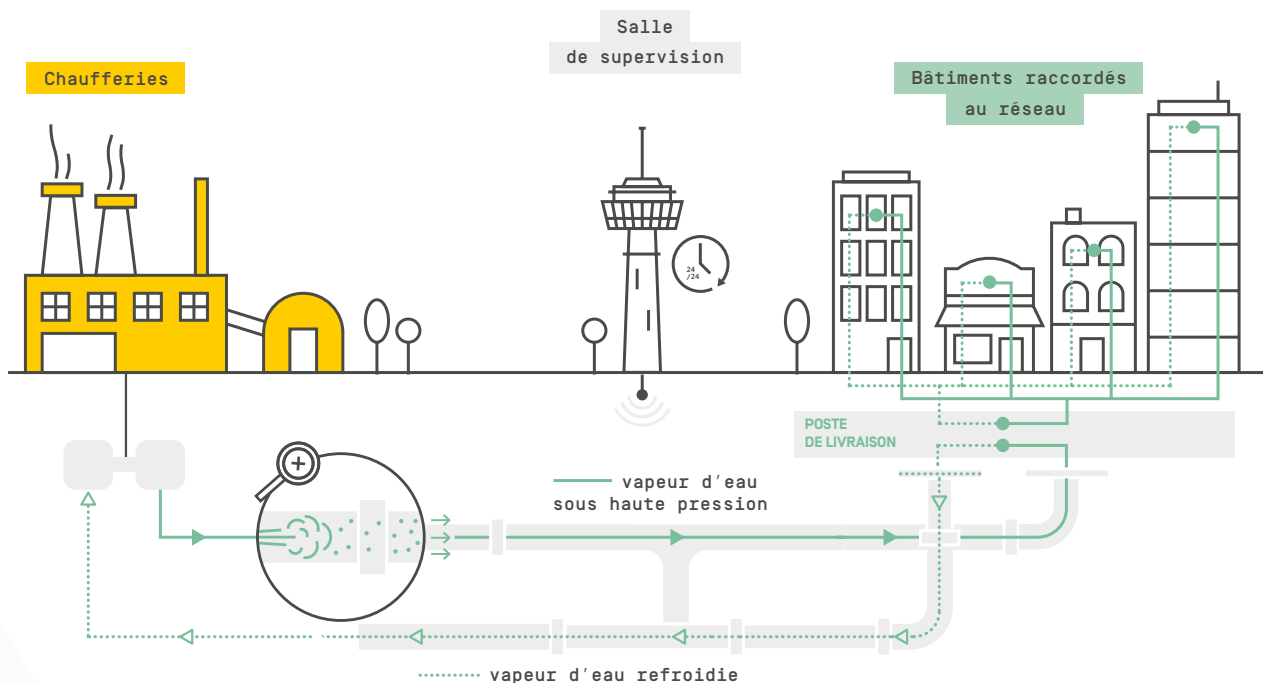 Salle
de supervision
Chaufferies
Bâtiments raccordés
au réseau
24
/24
POSTE
DE LIVRAISON
vapeur d'eau
sous haute pression
vapeur d'eau refroidie